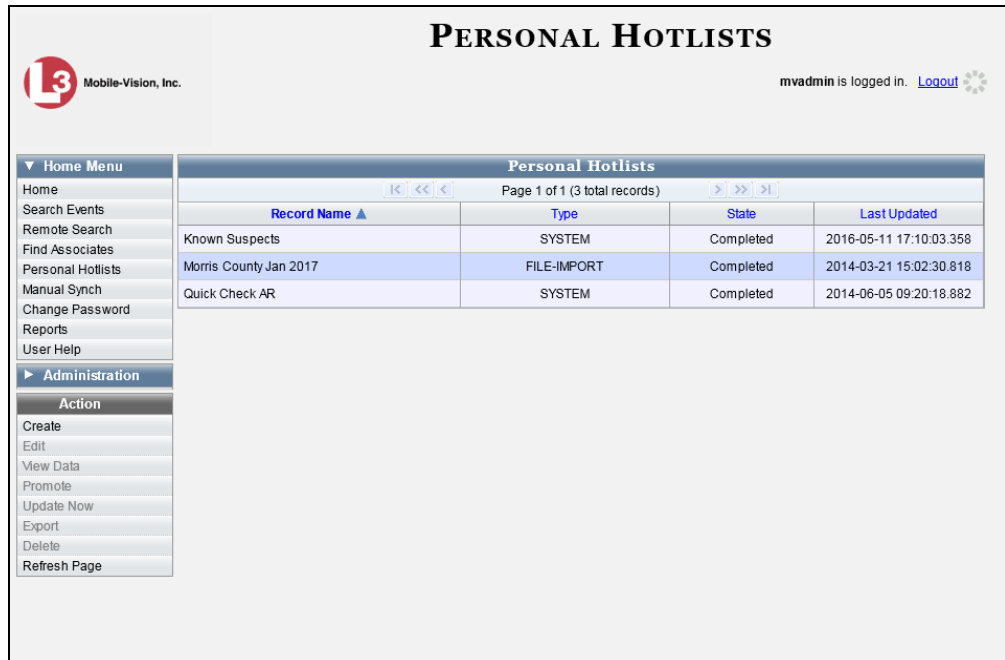 PERSONAL HOTLISTS
L3 Mobile-Vision, Inc.
mvadmin is logged in. Logout
▼ Home Menu
Home
Search Events
Remote Search
Find Associates
Personal Hotlists
Manual Synch
Change Password
Reports
User Help
► Administration
Action
Create
Edit
View Data
Promote
Update Now
Export
Delete
Refresh Page
Personal Hotlists
|< << < Page 1 of 1 (3 total records) > >> >|
Record Name ▲ Type State Last Updated
Known Suspects SYSTEM Completed 2016-05-11 17:10:03.358
Morris County Jan 2017 FILE-IMPORT Completed 2014-03-21 15:02:30.818
Quick Check AR SYSTEM Completed 2014-06-05 09:20:18.882